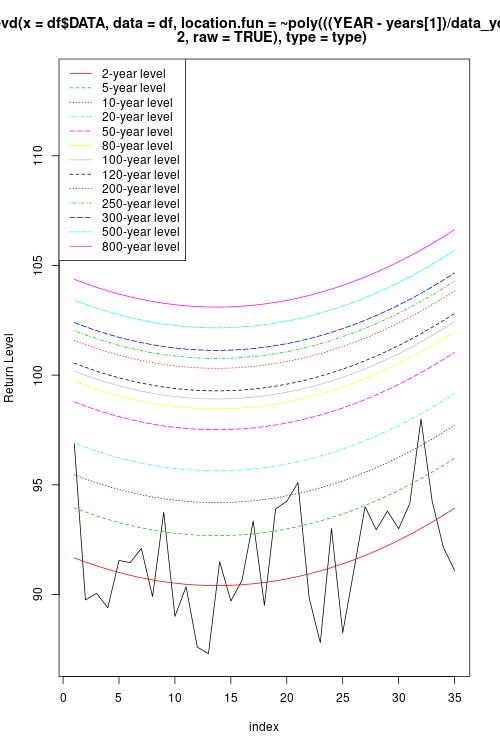 evd(x = df$DATA, data = df, location.fun = ~poly(((YEAR - years[1])/data_ye
2, raw = TRUE), type = type)
2-year level
5-year level
10-year level
20-year level
50-year level
80-year level
100-year level
120-year level
200-year level
250-year level
300-year level
500-year level
800-year level
Return Level
110
105
100
95
90
0 5 10 15 20 25 30 35
index